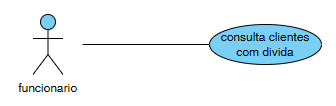 consulta clientes
com divida
funcionario